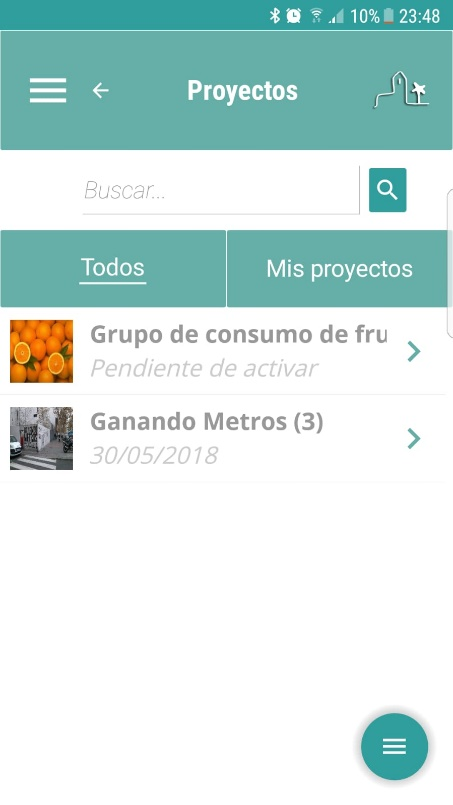 10% 23:48
Proyectos
Buscar...
Todos
Mis proyectos
Grupo de consumo de fru
Pendiente de activar
Ganando Metros (3)
30/05/2018